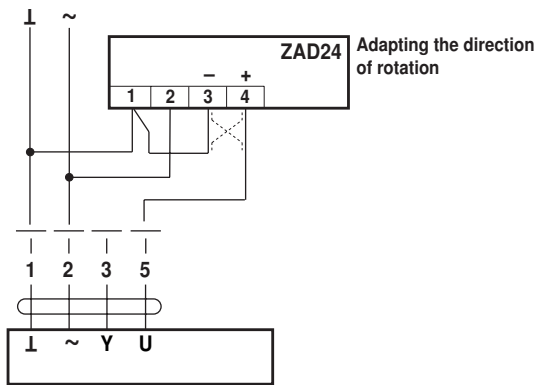 ⊥ ~
ZAD24
Adapting the direction
of rotation
– +
1 2 3 4
1 2 3 5
⊥ ~ Y U